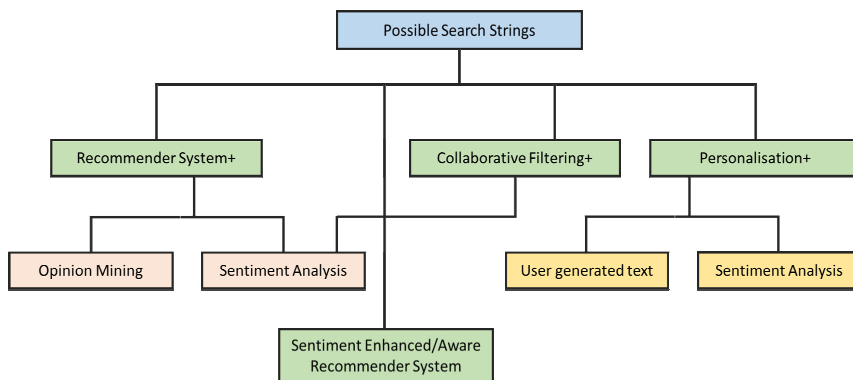 Possible Search Strings
Recommender System+
Collaborative Filtering+
Personalisation+
Opinion Mining
Sentiment Analysis
User generated text
Sentiment Analysis
Sentiment Enhanced/Aware
Recommender System